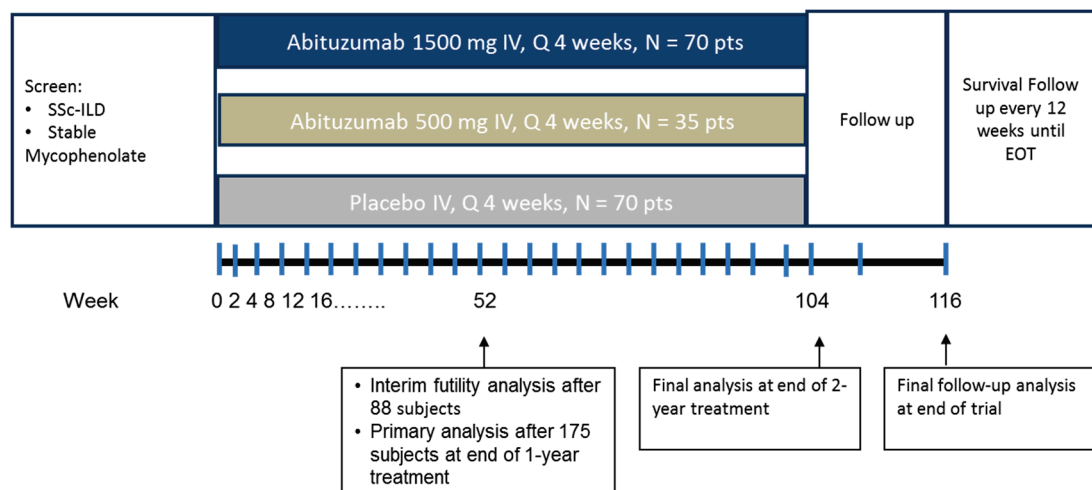 Screen:
• SSc-ILD
• Stable
Mycophenolate
Abituzumab 1500 mg IV, Q 4 weeks, N = 70 pts
Abituzumab 500 mg IV, Q 4 weeks, N = 35 pts
Placebo IV, Q 4 weeks, N = 70 pts
Follow up
Survival Follow
up every 12
weeks until
EOT
Week
0 2 4 8 12 16........ 52 104 116
• Interim futility analysis after
88 subjects
• Primary analysis after 175
subjects at end of 1-year
treatment
Final analysis at end of 2-
year treatment
Final follow-up analysis
at end of trial